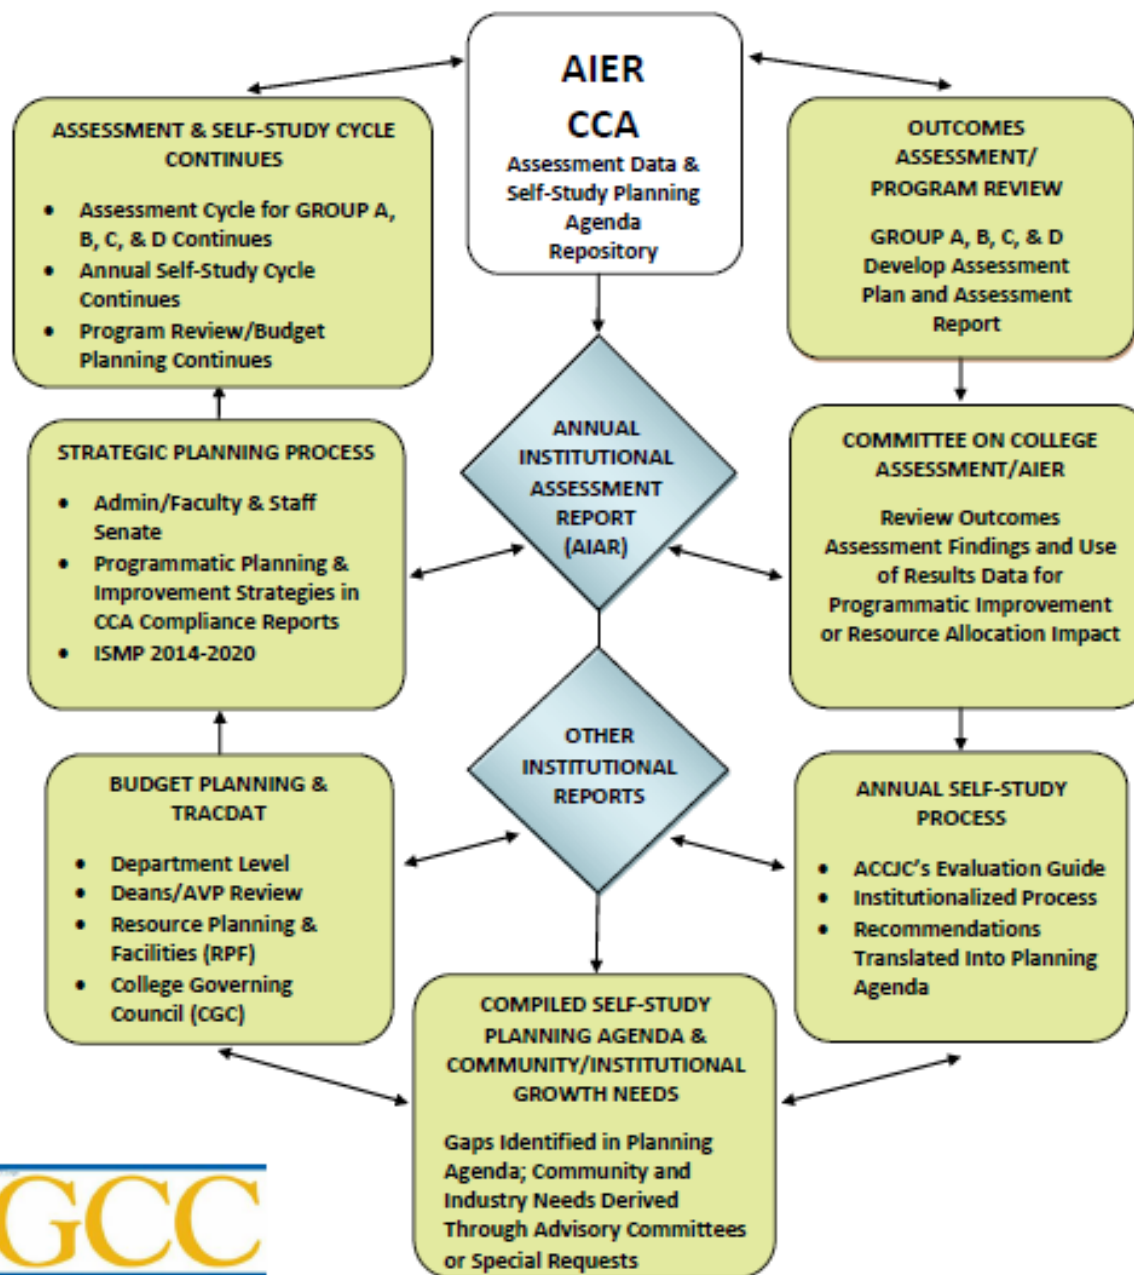 AIER
CCA
Assessment Data &
Self-Study Planning
Agenda
Repository
ASSESSMENT & SELF-STUDY CYCLE
CONTINUES
• Assessment Cycle for GROUP A,
B, C, & D Continues
• Annual Self-Study Cycle
Continues
• Program Review/Budget
Planning Continues
OUTCOMES
ASSESSMENT/
PROGRAM REVIEW
GROUP A, B, C, & D
Develop Assessment
Plan and Assessment
Report
ANNUAL
INSTITUTIONAL
ASSESSMENT
REPORT
(AIAR)
STRATEGIC PLANNING PROCESS
• Admin/Faculty & Staff
Senate
• Programmatic Planning &
Improvement Strategies in
CCA Compliance Reports
• ISMP 2014-2020
COMMITTEE ON COLLEGE
ASSESSMENT/AIER
Review Outcomes
Assessment Findings and Use
of Results Data for
Programmatic Improvement
or Resource Allocation Impact
OTHER
INSTITUTIONAL
REPORTS
BUDGET PLANNING &
TRACDAT
• Department Level
• Deans/AVP Review
• Resource Planning &
Facilities (RPF)
• College Governing
Council (CGC)
ANNUAL SELF-STUDY
PROCESS
• ACCJC's Evaluation Guide
• Institutionalized Process
• Recommendations
Translated Into Planning
Agenda
COMPILED SELF-STUDY
PLANNING AGENDA &
COMMUNITY/INSTITUTIONAL
GROWTH NEEDS
Gaps Identified in Planning
Agenda; Community and
Industry Needs Derived
Through Advisory Committees
or Special Requests
GCC